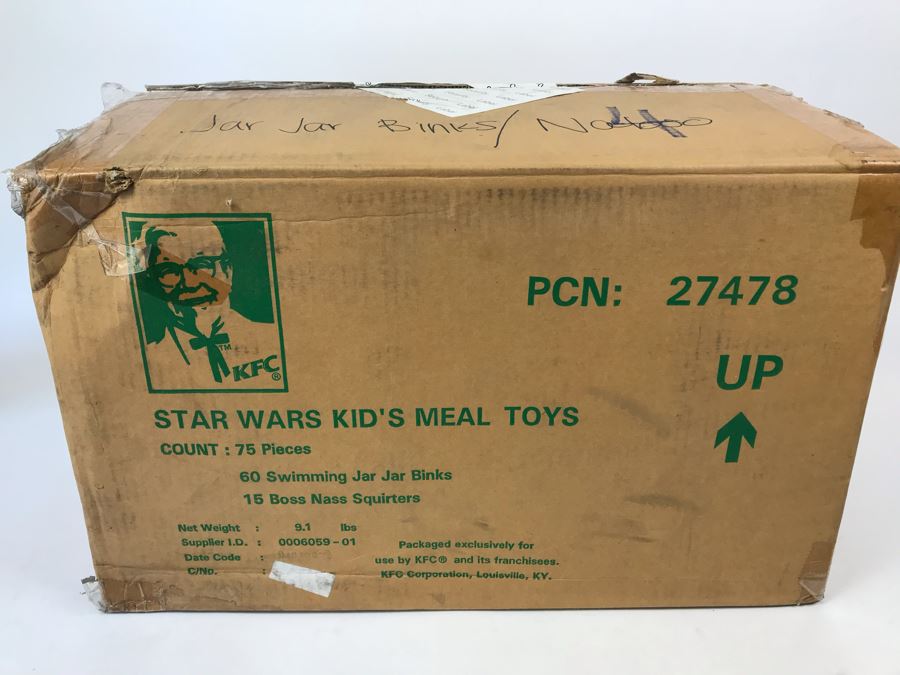 Jar Jar Binks/ Naboo
4
TM
KFC®
PCN: 27478
UP
STAR WARS KID'S MEAL TOYS
COUNT : 75 Pieces
60 Swimming Jar Jar Binks
15 Boss Nass Squirters
Net Weight : 9.1 lbs
Supplier I.D. : 0006059-01
Date Code :
C/No. :
Packaged exclusively for
use by KFC® and its franchisees.
KFC Corporation, Louisville, KY.